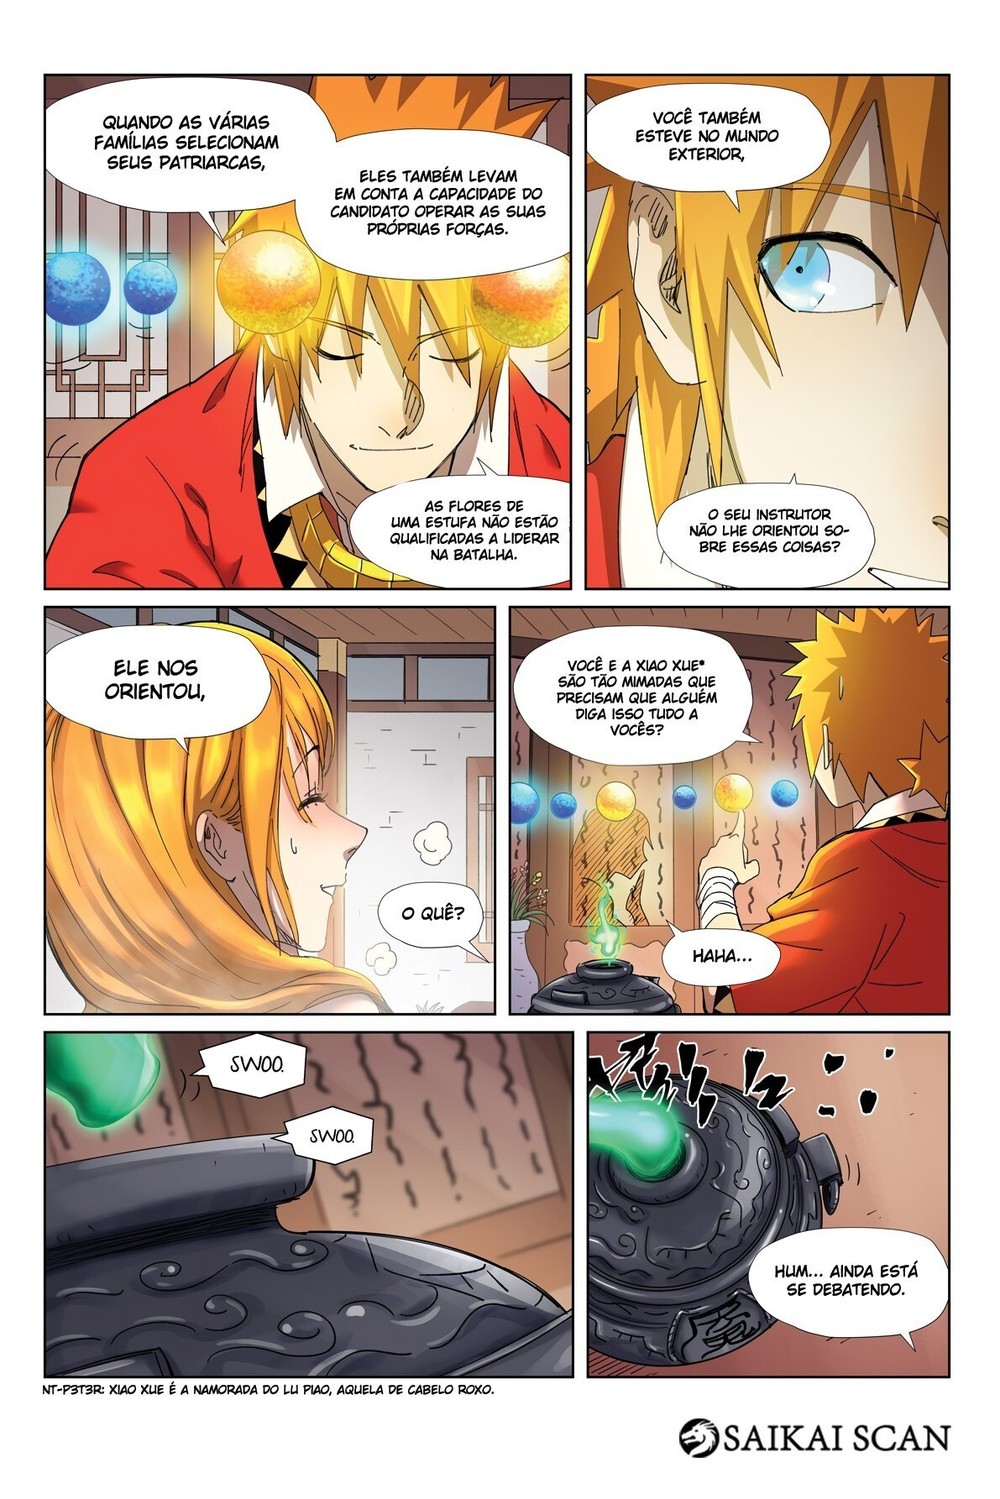 QUANDO AS VÁRIAS
FAMÍLIAS SELECIONAM
SEUS PATRIARCAS,
ELES TAMBÉM LEVAM
EM CONTA A CAPACIDADE DO
CANDIDATO OPERAR AS SUAS
PRÓPRIAS FORÇAS.
AS FLORES DE
UMA ESTUFA NÃO ESTÃO
QUALIFICADAS A LIDERAR
NA BATALHA.
VOCÊ TAMBÉM
ESTEVE NO MUNDO
EXTERIOR,
O SEU INSTRUTOR
NÃO LHE ORIENTOU SO-
BRE ESSAS COISAS?
ELE NOS
ORIENTOU,
O QUÊ?
VOCÊ E A XIAO XUE*
SÃO TÃO MIMADAS QUE
PRECISAM QUE ALGUÉM
DIGA ISSO TUDO A
VOCÊS?
HAHA...
SWOO.
SWOO.
HUM... AINDA ESTÁ
SE DEBATENDO.
NT-P3T3R: XIAO XUE É A NAMORADA DO LU PIAO, AQUELA DE CABELO ROXO.
SAIKAI SCAN